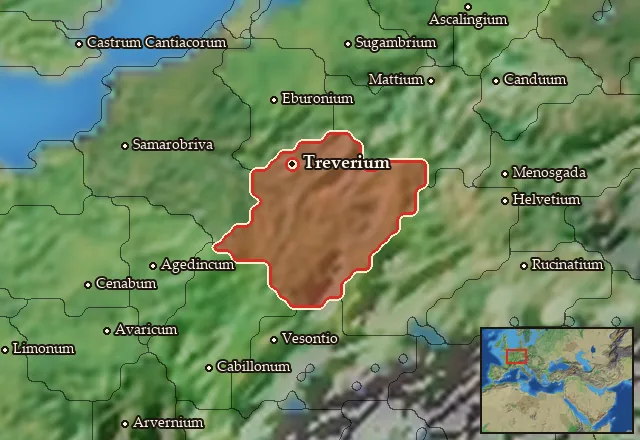 Ascalingium
Castrum Cantiacorum
Sugambrium
Mattium
Canduum
Eburonium
Samarobriva
Treverium
Menosgada
Helvetium
Agedincum
Rucinatium
Cenabum
Avaricum
Vesontio
Limonum
Cabillonum
Arvernium